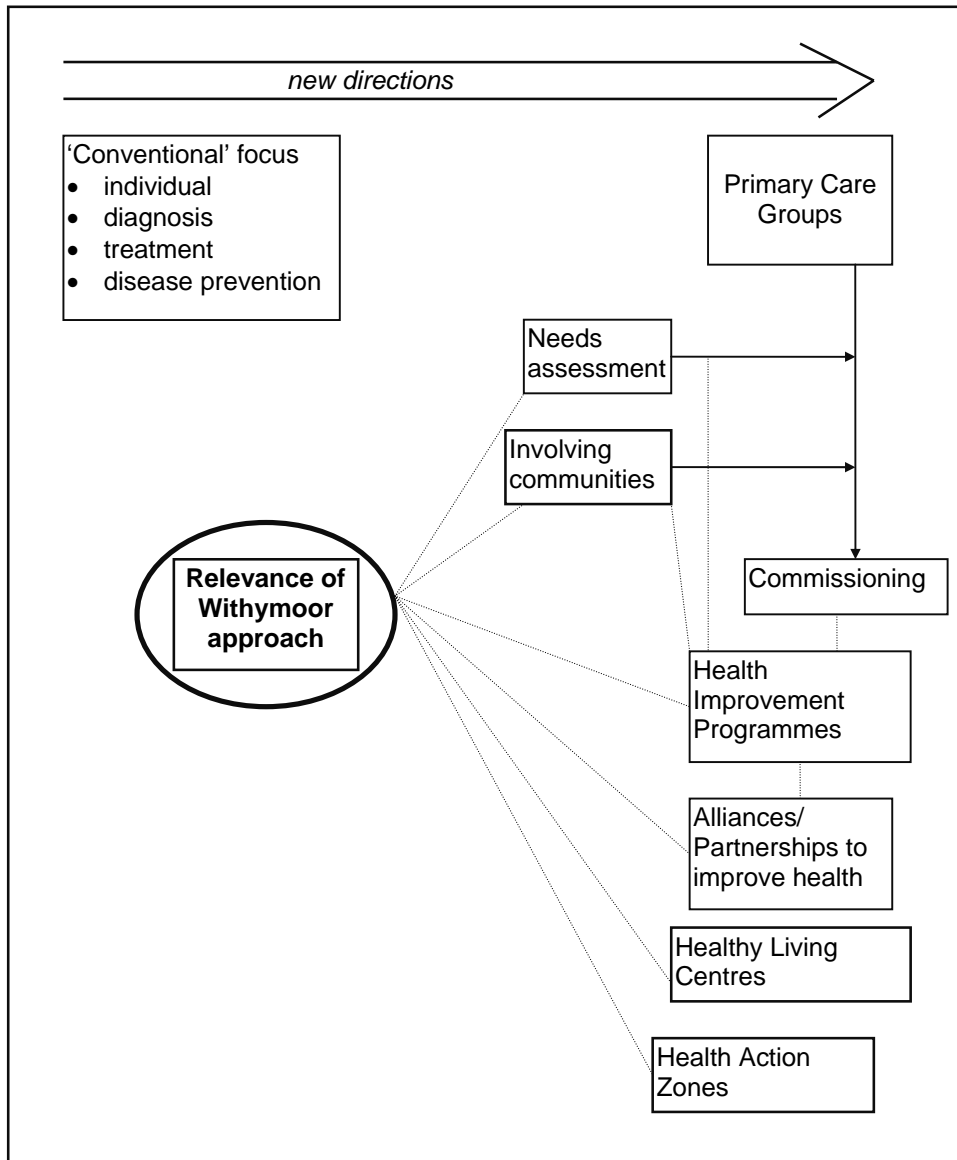 new directions
‘Conventional’ focus
• individual
• diagnosis
• treatment
• disease prevention
Primary Care
Groups
Needs
assessment
Involving
communities
Relevance of
Withymoor
approach
Commissioning
Health
Improvement
Programmes
Alliances/
Partnerships to
improve health
Healthy Living
Centres
Health Action
Zones